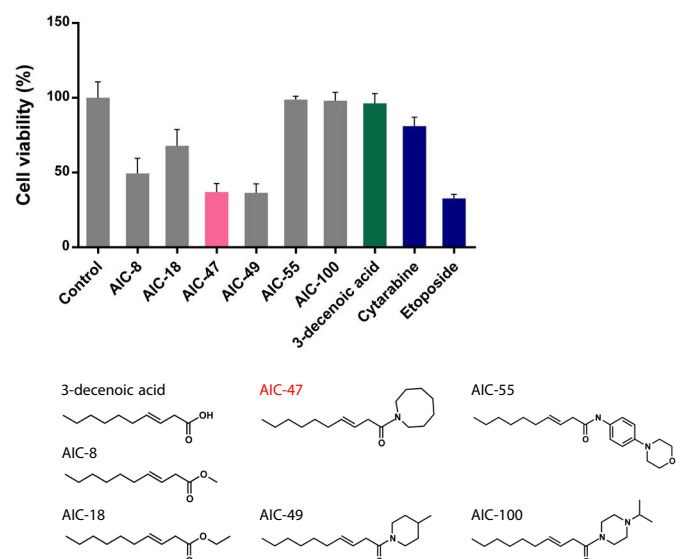 150
100
50
0
Cell viability (%)
Control
AIC-8
AIC-18
AIC-47
AIC-49
AIC-55
AIC-100
3-decenoic acid
Cytarabine
Etoposide
3-decenoic acid
OH
O
AIC-47
N
O
AIC-55
N
O
N
O
AIC-8
O
O
AIC-18
O
O
AIC-49
N
O
AIC-100
N
N
O